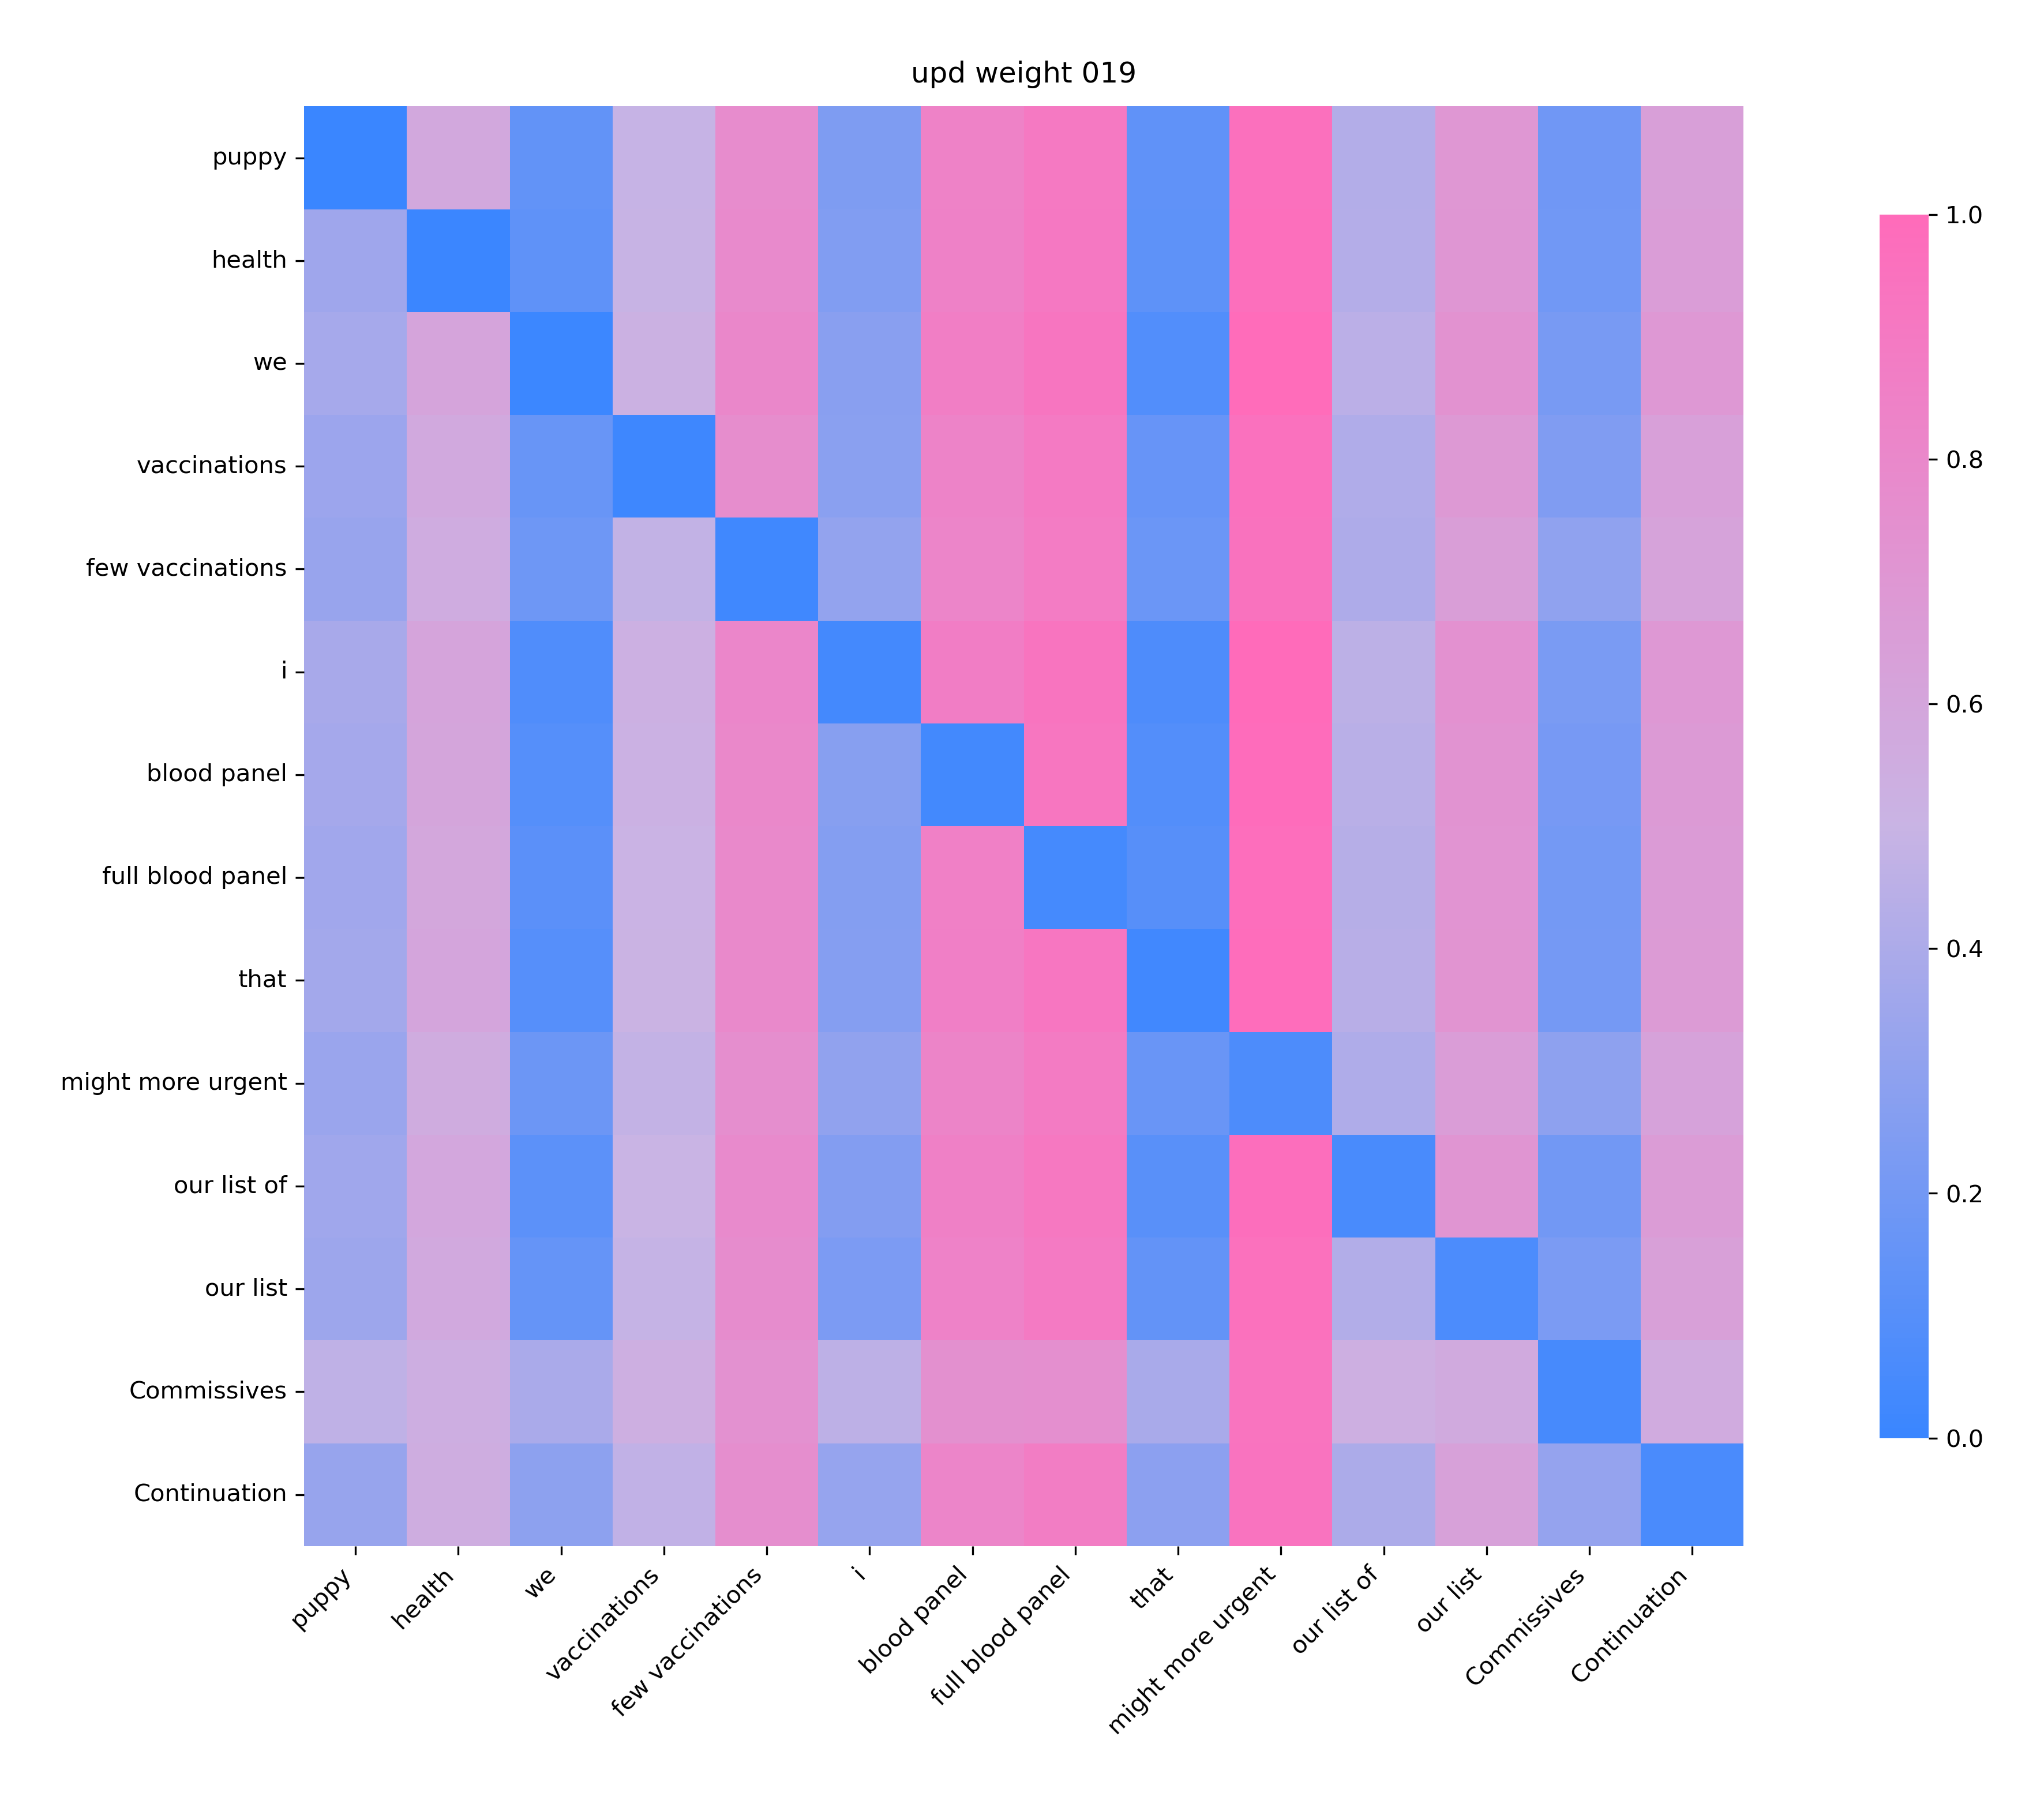 upd weight 019
puppy
health
we
vaccinations
few vaccinations
i
blood panel
full blood panel
that
might more urgent
our list of
our list
Commissives
Continuation
puppy
health
we
vaccinations
few vaccinations
i
blood panel
full blood panel
that
might more urgent
our list of
our list
Commissives
Continuation
1.0
0.8
0.6
0.4
0.2
0.0